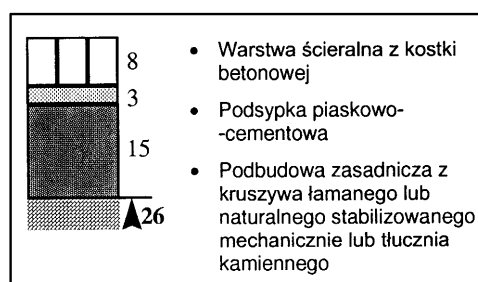 8
3
15
26
• Warstwa ścieralna z kostki
betonowej
• Podsypka piaskowo-
-cementowa
• Podbudowa zasadnicza z
kruszywa łamanego lub
naturalnego stabilizowanego
mechanicznie lub tłucznia
kamiennego